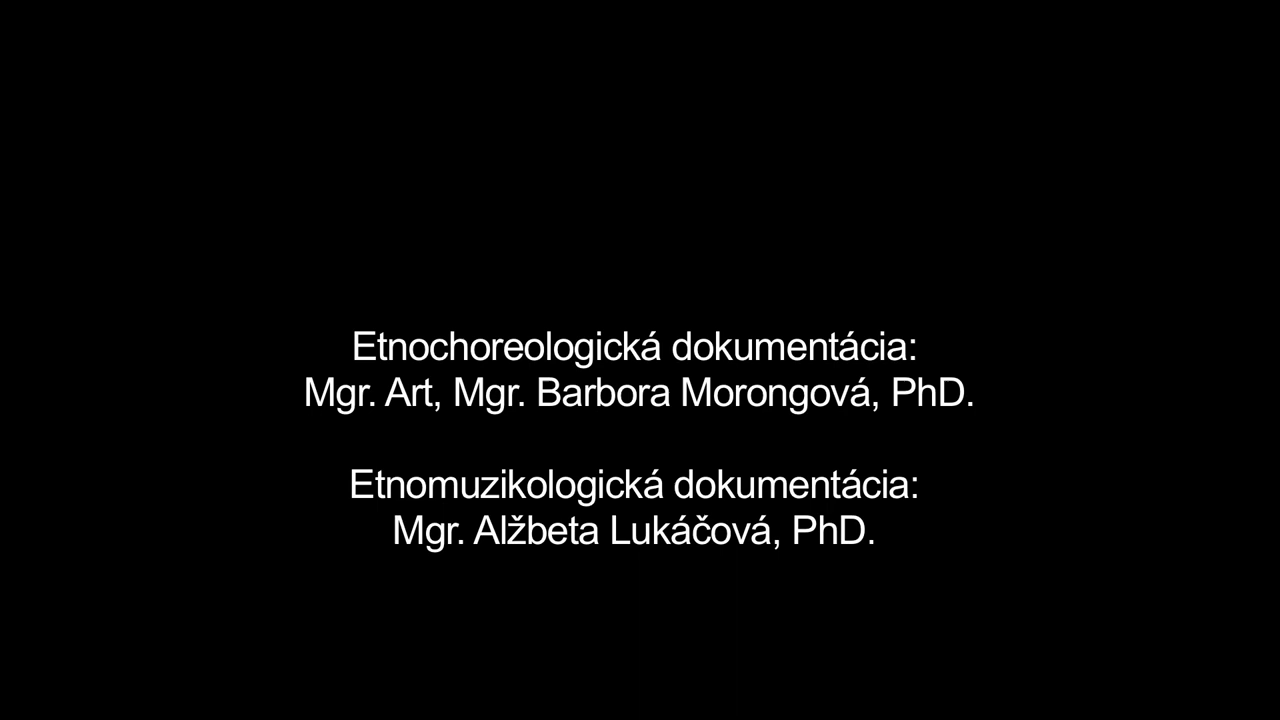 Etnochoreologická dokumentácia:
Mgr. Art, Mgr. Barbora Morongová, PhD.
Etnomuzikologická dokumentácia:
Mgr. Alžbeta Lukáčová, PhD.